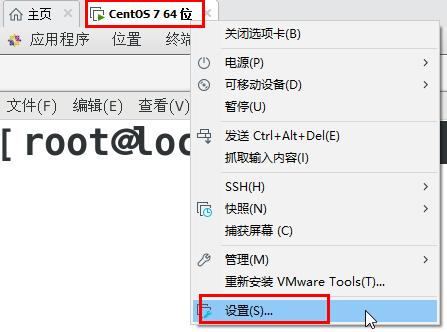 主页
CentOS 7 64 位
应用程序 位置 终端
文件(F) 编辑(E) 查看(V)
[root@loc
关闭选项卡(B)
电源(P)
可移动设备(D)
暂停(U)
发送 Ctrl+Alt+Del(E)
抓取输入内容(I)
SSH(H)
快照(N)
捕获屏幕 (C)
管理(M)
重新安装 VMware Tools(T)...
设置(S)...